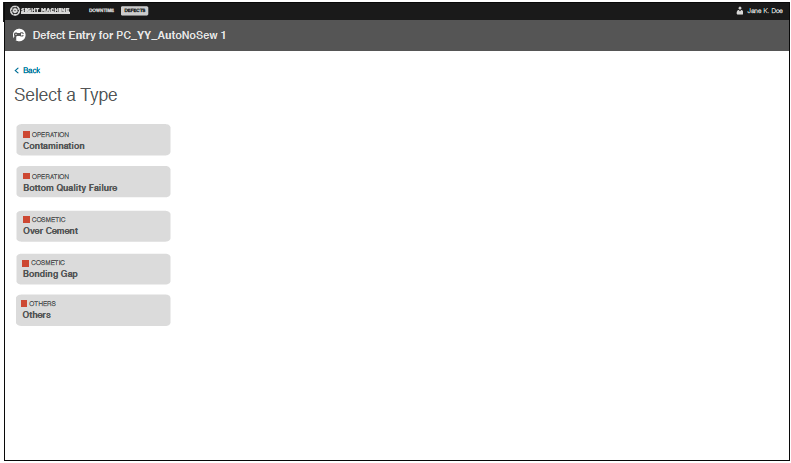 SIGHT MACHINE DOWNTIME DEFECTS Jane K. Doe
Defect Entry for PC_YY_AutoNoSew 1
< Back
Select a Type
OPERATION
Contamination
OPERATION
Bottom Quality Failure
COSMETIC
Over Cement
COSMETIC
Bonding Gap
OTHERS
Others